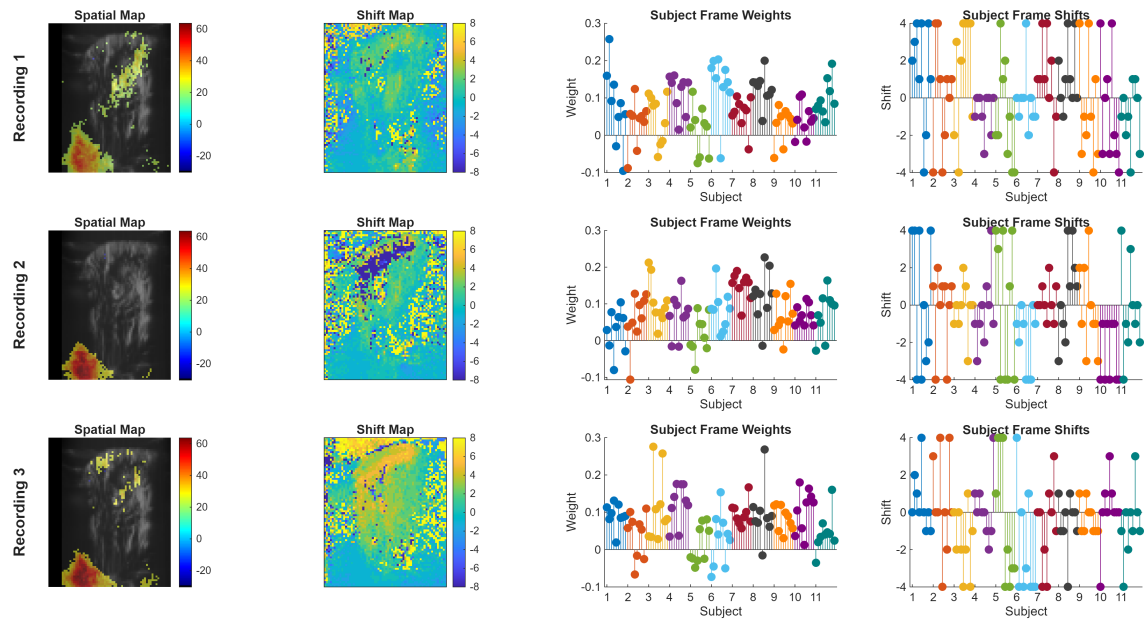 Recording 1
Spatial Map
60
40
20
0
-20
Shift Map
8
6
4
2
0
-2
-4
-6
-8
Subject Frame Weights
Weight
0.3
0.2
0.1
0
-0.1
1 2 3 4 5 6 7 8 9 10 11
Subject
Subject Frame Shifts
Shift
4
2
0
-2
-4
1 2 3 4 5 6 7 8 9 10 11
Subject
Recording 2
Spatial Map
60
40
20
0
-20
Shift Map
8
6
4
2
0
-2
-4
-6
-8
Subject Frame Weights
Weight
0.3
0.2
0.1
0
-0.1
1 2 3 4 5 6 7 8 9 10 11
Subject
Subject Frame Shifts
Shift
4
2
0
-2
-4
1 2 3 4 5 6 7 8 9 10 11
Subject
Recording 3
Spatial Map
60
40
20
0
-20
Shift Map
8
6
4
2
0
-2
-4
-6
-8
Subject Frame Weights
Weight
0.3
0.2
0.1
0
-0.1
1 2 3 4 5 6 7 8 9 10 11
Subject
Subject Frame Shifts
Shift
4
2
0
-2
-4
1 2 3 4 5 6 7 8 9 10 11
Subject